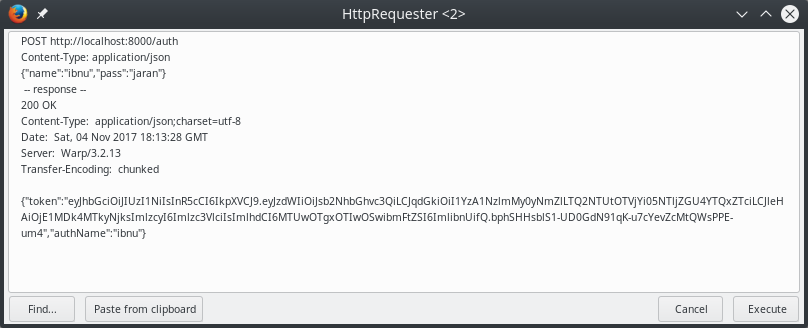 HttpRequester <2>
POST http://localhost:8000/auth
Content-Type: application/json
{"name":"ibnu","pass":"jaran"}
-- response --
200 OK
Content-Type:  application/json;charset=utf-8
Date:  Sat, 04 Nov 2017 18:13:28 GMT
Server:  Warp/3.2.13
Transfer-Encoding:  chunked
{"token":"eyJhbGciOiJIUzI1NiIsInR5cCI6IkpXVCJ9.eyJzdWIiOiJsb2NhbGhvc3QiLCJqdGkiOiI1YzA1NzlmMy0yNmZlLTQ2NTUtOTVjYi05NTljZGU4YTQxZTciLCJleH
AiOjE1MDk4MTkyNjksImlzcyI6Imlzc3VlciIsImlhdCI6MTUwOTgxOTIwOSwibmFtZSI6ImlibnUifQ.bphSHHsblS1-UD0GdN91qK-u7cYevZcMtQWsPPE-
um4","authName":"ibnu"}
Find...
Paste from clipboard
Cancel
Execute